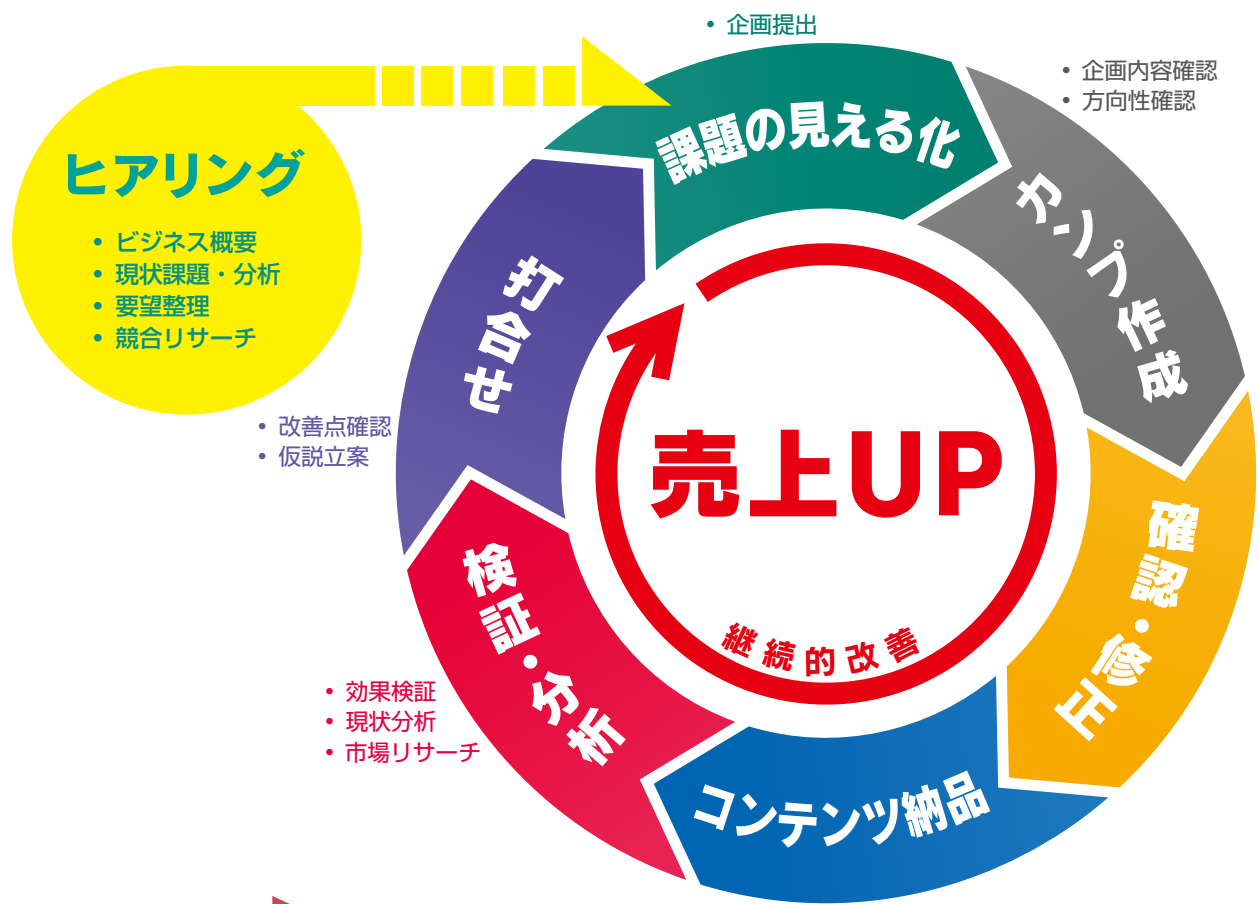 ヒアリング
• ビジネス概要
• 現状課題・分析
• 要望整理
• 競合リサーチ
• 企画提出
課題の見える化
• 企画内容確認
• 方向性確認
カンプ作成
確認・修正
コンテンツ納品
検証・分析
• 効果検証
• 現状分析
• 市場リサーチ
打合せ
• 改善点確認
• 仮説立案
売上UP
継続的改善